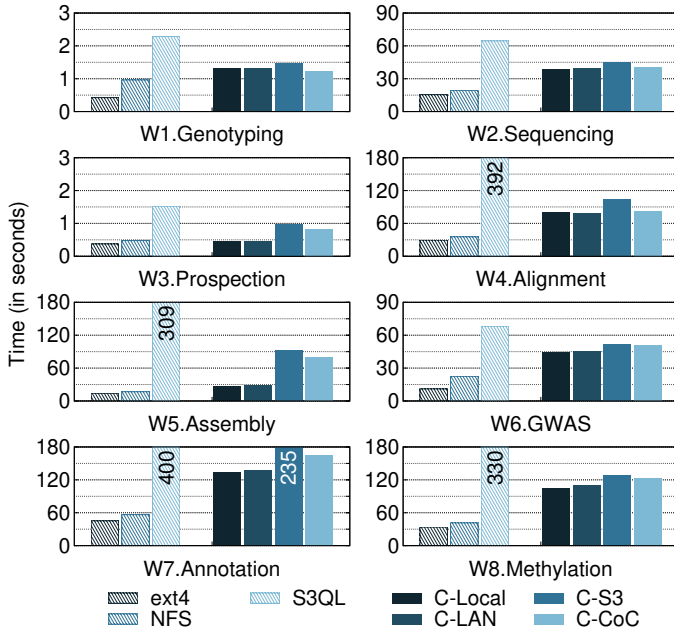 3
2
1
0
W1.Genotyping
90
60
30
0
W2.Sequencing
3
2
1
0
W3.Prospection
180
120
60
0
392
W4.Alignment
Time (in seconds)
180
120
60
0
309
W5.Assembly
90
60
30
0
W6.GWAS
180
120
60
0
400
235
W7.Annotation
180
120
60
0
330
W8.Methylation
ext4
NFS
S3QL
C-Local
C-LAN
C-S3
C-CoC